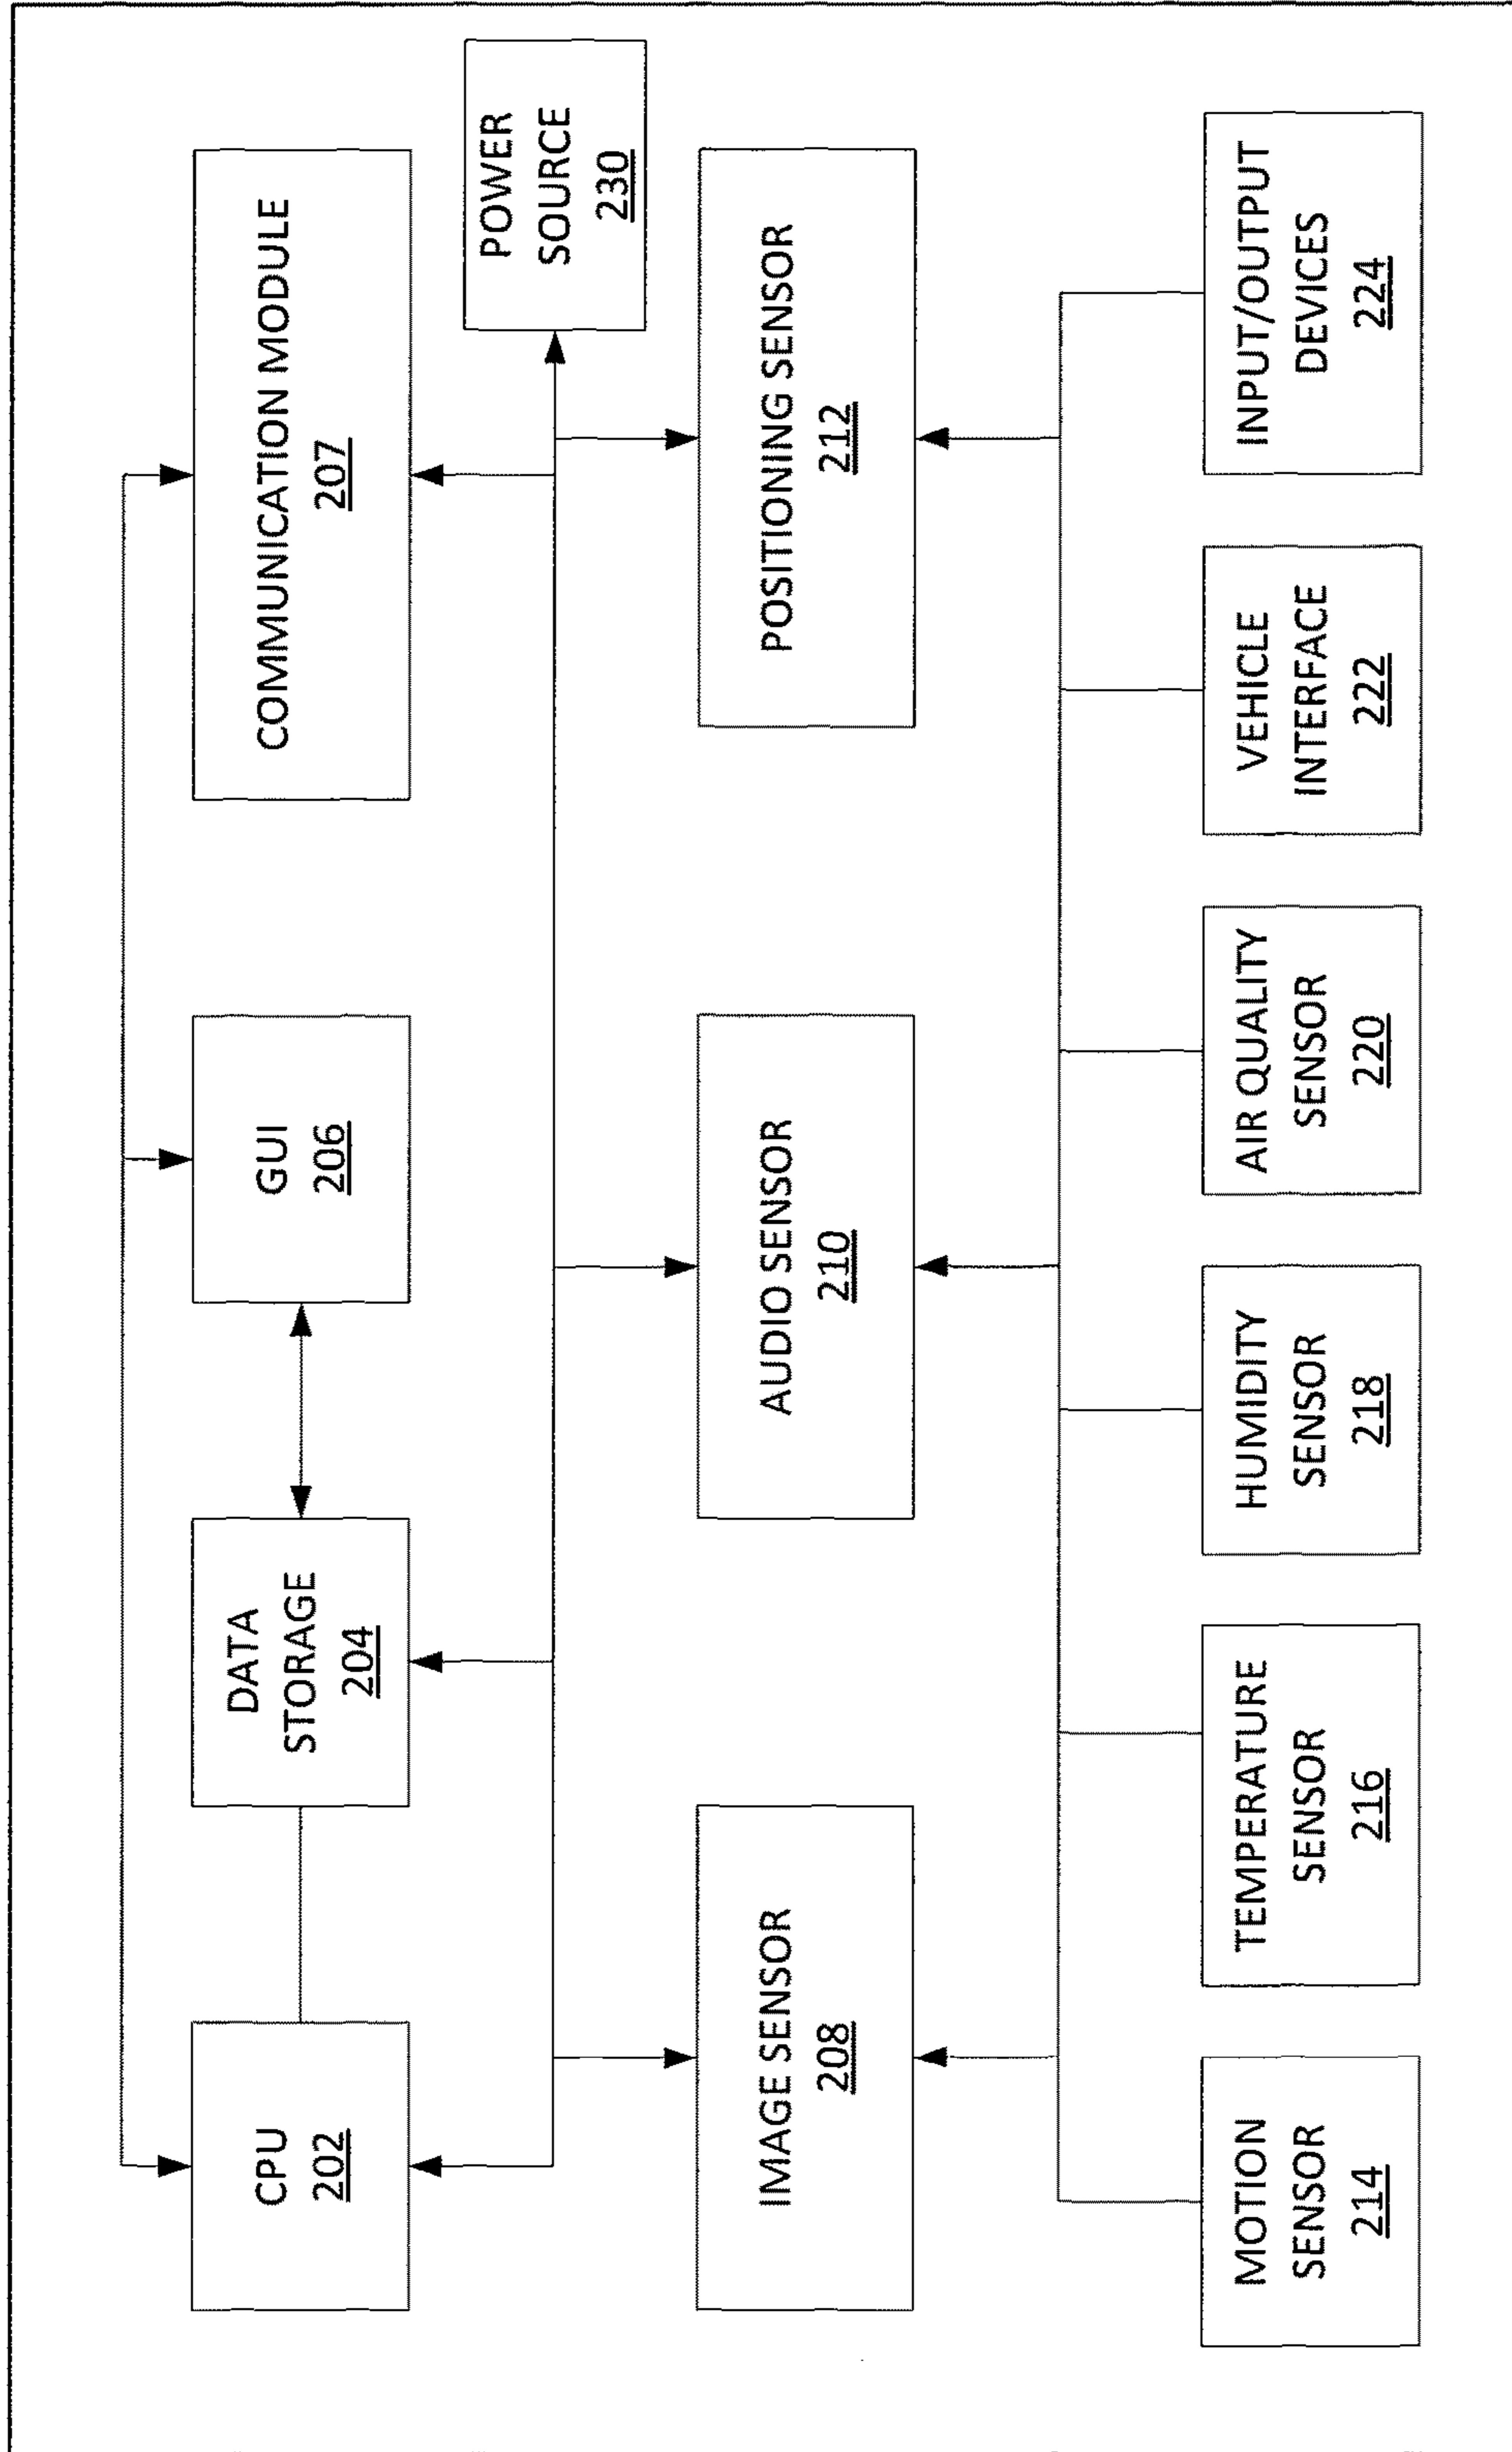 CPU
202
DATA
STORAGE
204
GUI
206
COMMUNICATION MODULE
207
POWER
SOURCE
230
IMAGE SENSOR
208
AUDIO SENSOR
210
POSITIONING SENSOR
212
MOTION
SENSOR
214
TEMPERATURE
SENSOR
216
HUMIDITY
SENSOR
218
AIR QUALITY
SENSOR
220
VEHICLE
INTERFACE
222
INPUT/OUTPUT
DEVICES
224